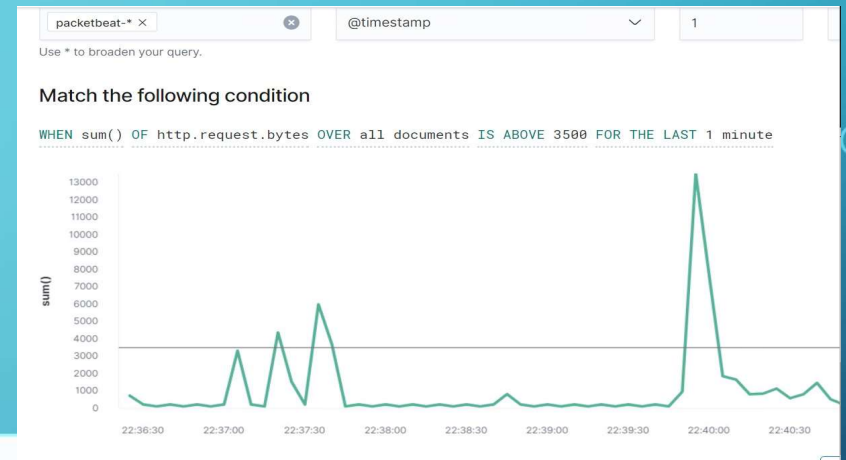 packetbeat-* ×
@timestamp
1
Use * to broaden your query.
Match the following condition
WHEN sum() OF http.request.bytes OVER all documents IS ABOVE 3500 FOR THE LAST 1 minute
13000
12000
11000
10000
9000
8000
7000
6000
5000
4000
3000
2000
1000
0
sum()
22:36:30 22:37:00 22:37:30 22:38:00 22:38:30 22:39:00 22:39:30 22:40:00 22:40:30